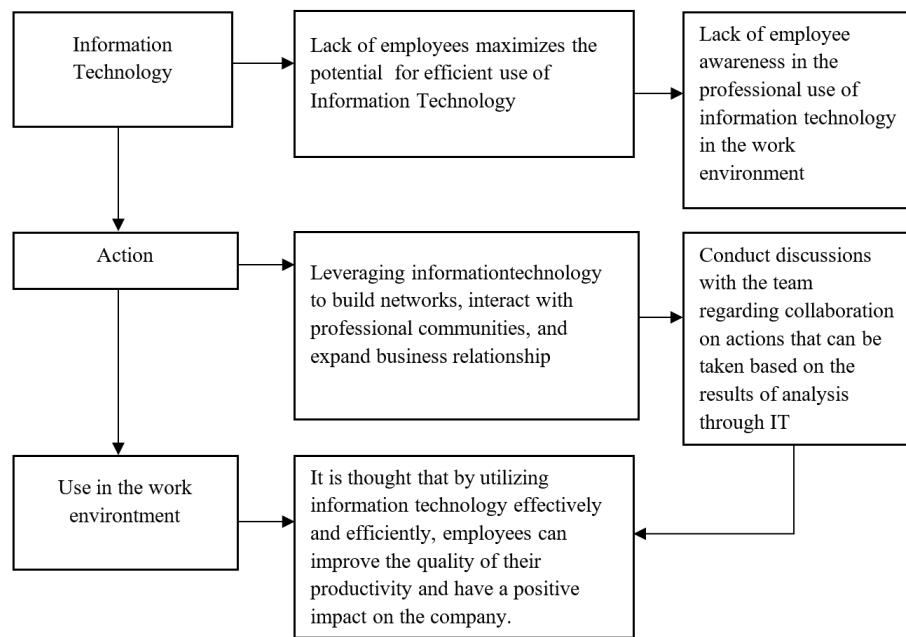 Information
Technology
Lack of employees maximizes the
potential  for efficient use of
Information Technology
Lack of employee
awareness in the
professional use of
information technology
in the work
environment
Action
Leveraging informationtechnology
to build networks, interact with
professional communities, and
expand business relationship
Conduct discussions
with the team
regarding collaboration
on actions that can be
taken based on the
results of analysis
through IT
Use in the work
environtment
It is thought that by utilizing
information technology effectively
and efficiently, employees can
improve the quality of their
productivity and have a positive
impact on the company.